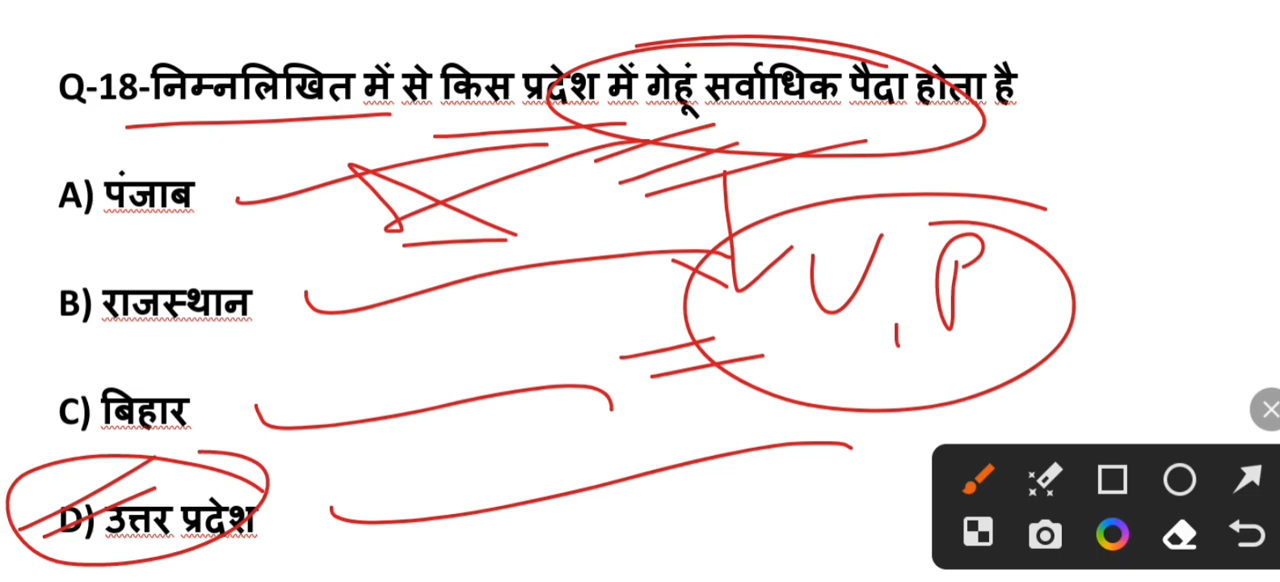 Q-18-निम्नलिखित में से किस प्रदेश में गेहूं सर्वाधिक पैदा होता है
A) पंजाब
B) राजस्थान
U.P
C) बिहार
D) उत्तर प्रदेश